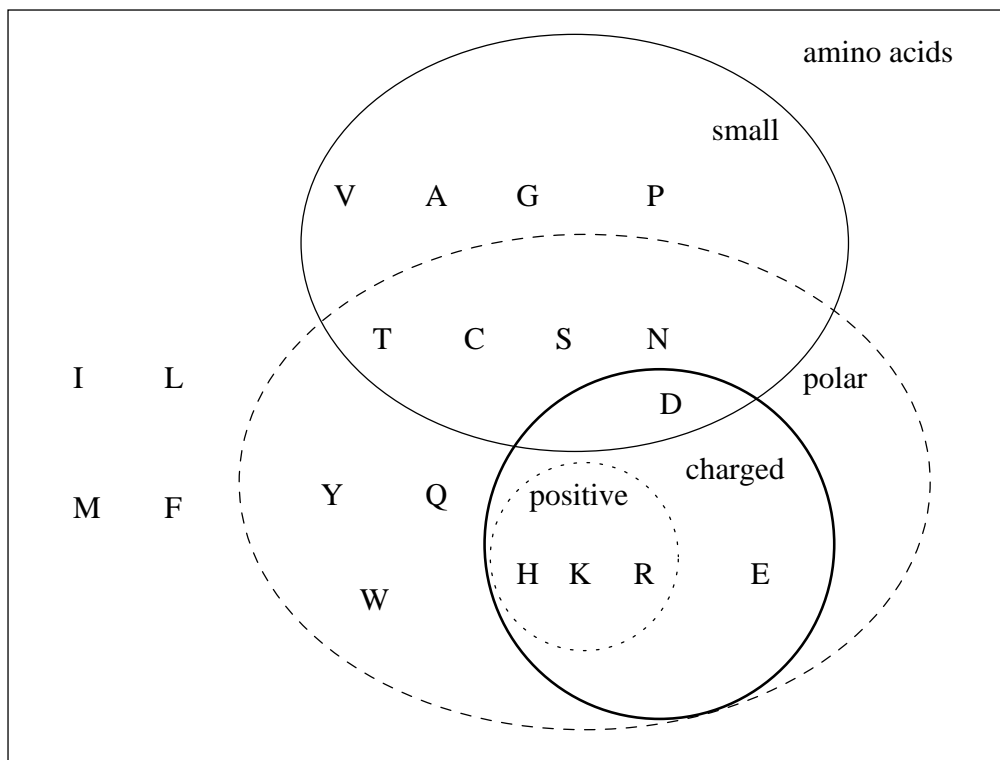 amino acids
small
V A G P
T C S N
I L polar
D
charged
Y Q positive
M F
H K R E
W